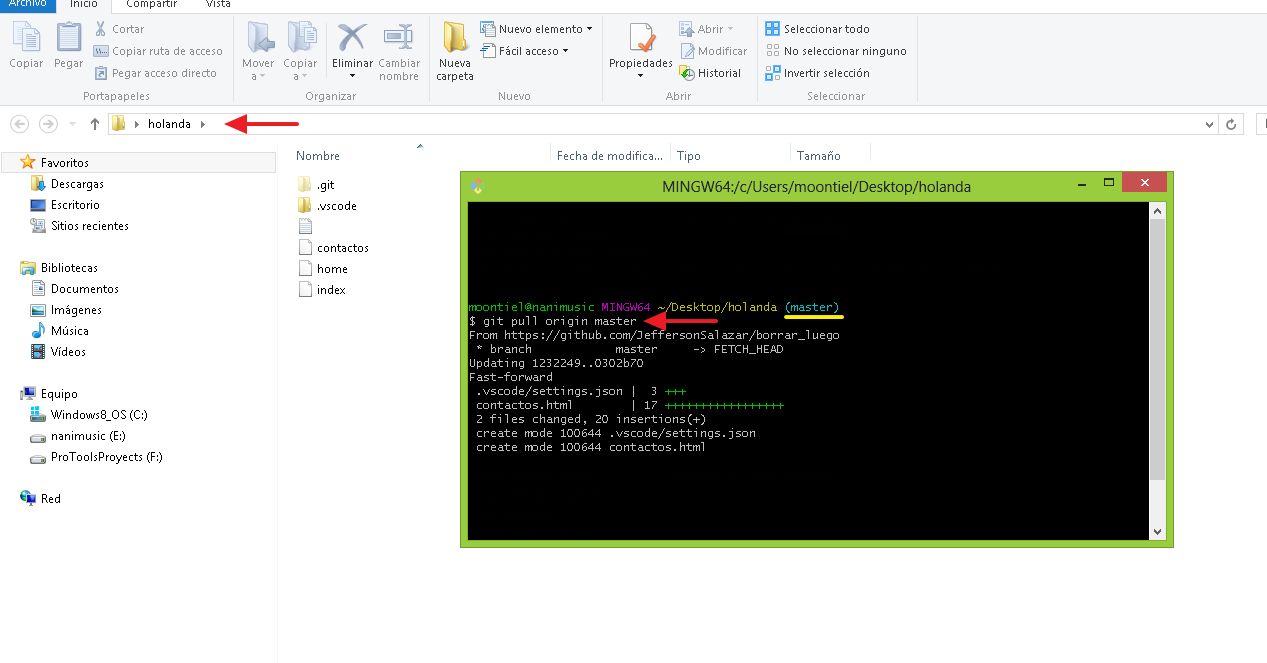 Archivo Inicio Compartir Vista
Copiar
Pegar
Cortar
Copiar ruta de acceso
Pegar acceso directo
Portapapeles
Mover a
Copiar a
Eliminar
Cambiar nombre
Organizar
Nueva carpeta
Nuevo elemento
Fácil acceso
Nuevo
Propiedades
Abrir
Modificar
Historial
Abrir
Seleccionar todo
No seleccionar ninguno
Invertir selección
Seleccionar
holanda
Favoritos
Descargas
Escritorio
Sitios recientes
Bibliotecas
Documentos
Imágenes
Música
Vídeos
Equipo
Windows8_OS (C:)
nanimusic (E:)
ProToolsProyects (F:)
Red
Nombre Fecha de modifica... Tipo Tamaño
.git
.vscode
contactos
home
index
MINGW64:/c/Users/moontiel/Desktop/holanda
moontiel@nanimusic MINGW64 ~/Desktop/holanda (master)
$ git pull origin master
From https://github.com/JeffersonSalazar/borrar_luego
* branch master -> FETCH_HEAD
Updating 1232249..0302b70
Fast-forward
.vscode/settings.json | 3 +++
contactos.html | 17 +++++++++++++++++
2 files changed, 20 insertions(+)
create mode 100644 .vscode/settings.json
create mode 100644 contactos.html